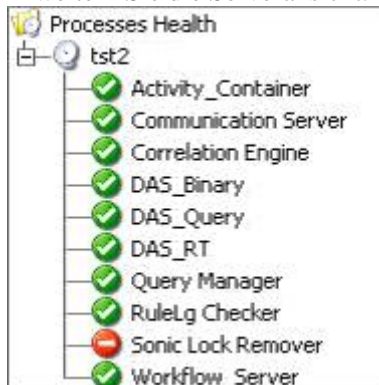 Processes Health
tst2
Activity_Container
Communication Server
Correlation Engine
DAS_Binary
DAS_Query
DAS_RT
Query Manager
RuleLg Checker
Sonic Lock Remover
Workflow_Server